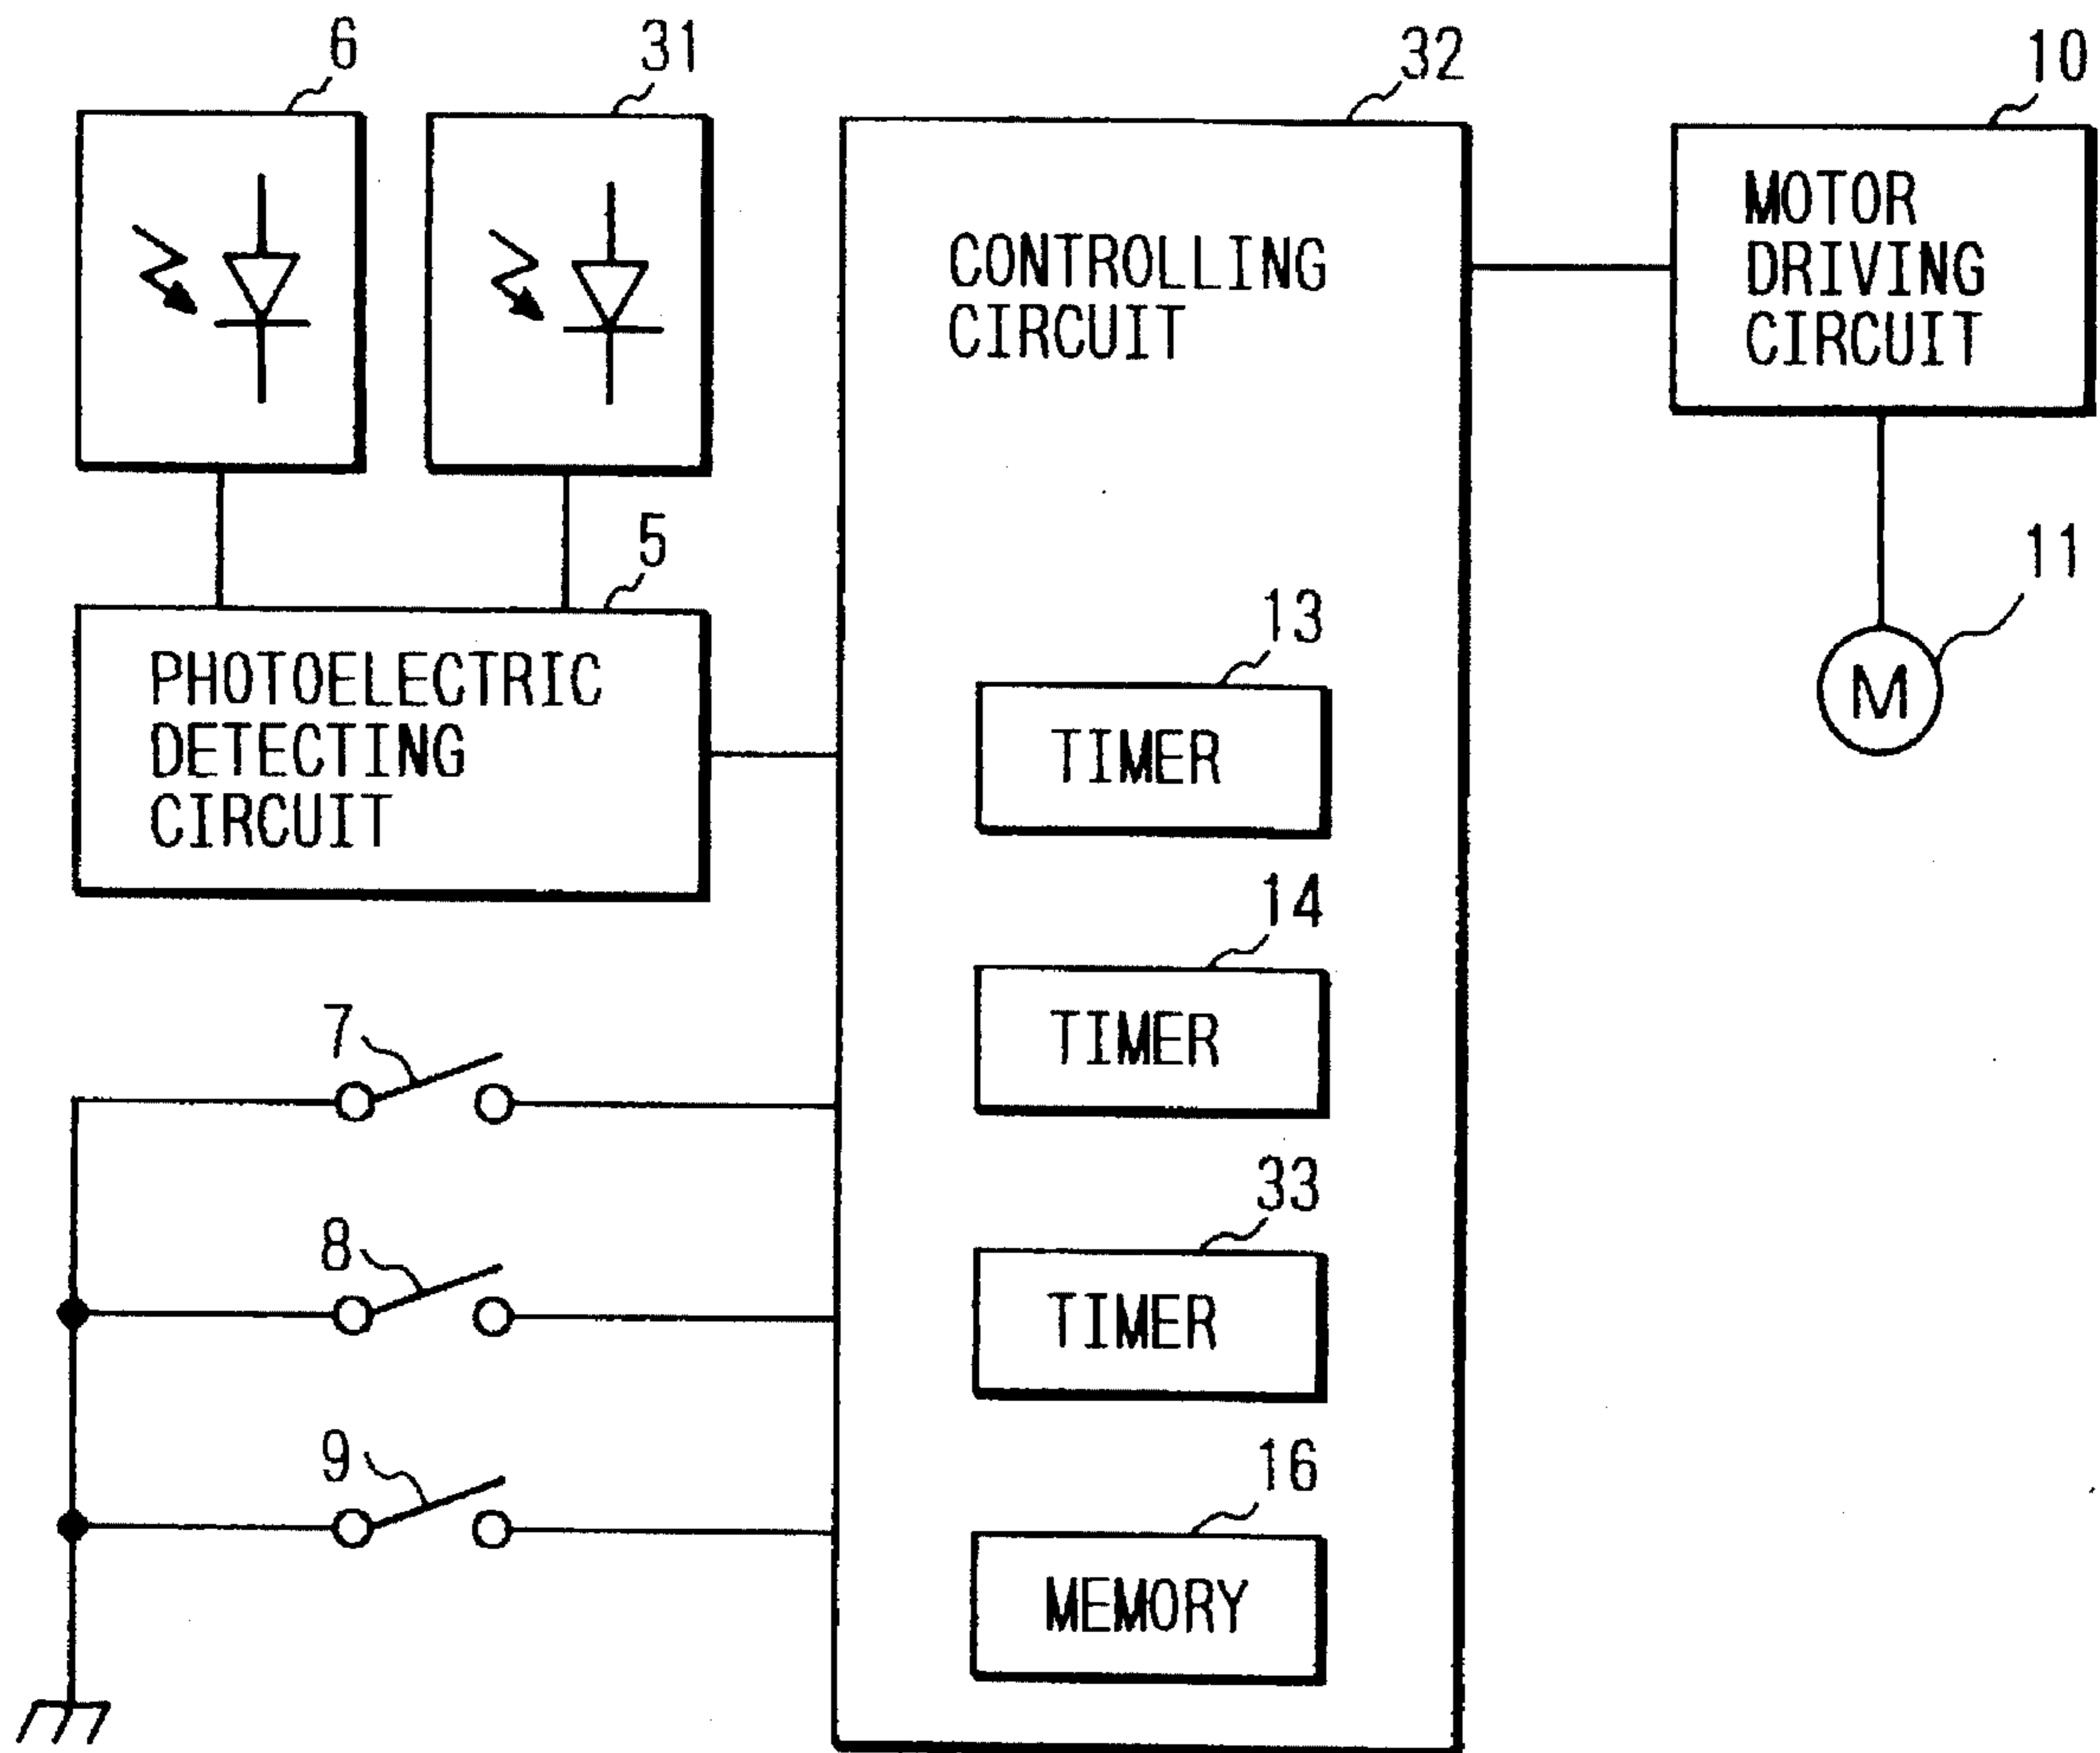 6
31
32
10
CONTROLLING
CIRCUIT
MOTOR
DRIVING
CIRCUIT
5
11
M
PHOTOELECTRIC
DETECTING
CIRCUIT
13
TIMER
14
TIMER
7
33
TIMER
8
9
16
MEMORY